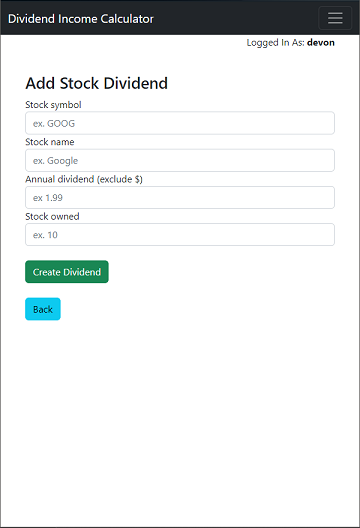 Dividend Income Calculator
Logged In As: devon
Add Stock Dividend
Stock symbol
ex. GOOG
Stock name
ex. Google
Annual dividend (exclude $)
ex 1.99
Stock owned
ex. 10
Create Dividend
Back